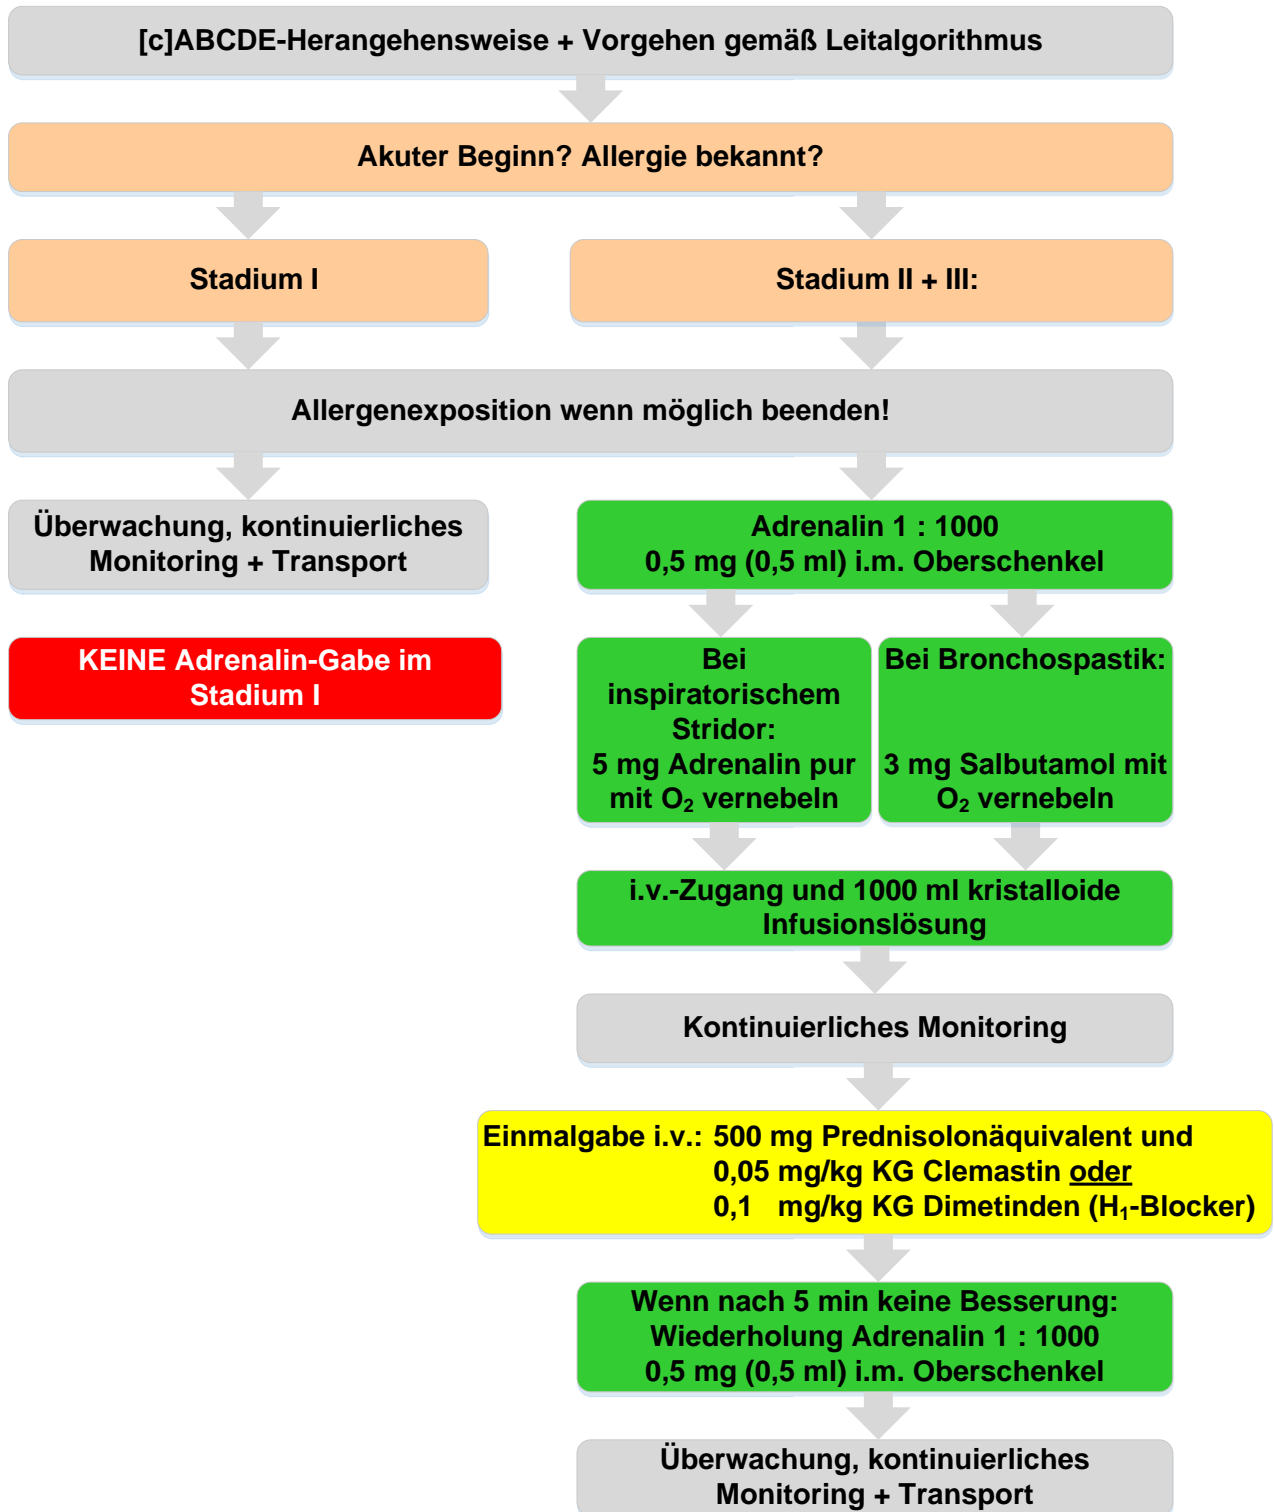 [c]ABCDE-Herangehensweise + Vorgehen gemäß Leitalgorithmus
Akuter Beginn? Allergie bekannt?
Stadium I
Stadium II + III:
Allergenexposition wenn möglich beenden!
Überwachung, kontinuierliches
Monitoring + Transport
Adrenalin 1 : 1000
0,5 mg (0,5 ml) i.m. Oberschenkel
KEINE Adrenalin-Gabe im
Stadium I
Bei
inspiratorischem
Stridor:
5 mg Adrenalin pur
mit O₂ vernebeln
Bei Bronchospastik:
3 mg Salbutamol mit
O₂ vernebeln
i.v.-Zugang und 1000 ml kristalloide
Infusionslösung
Kontinuierliches Monitoring
Einmalgabe i.v.: 500 mg Prednisolonäquivalent und
0,05 mg/kg KG Clemastin oder
0,1 mg/kg KG Dimetinden (H₁-Blocker)
Wenn nach 5 min keine Besserung:
Wiederholung Adrenalin 1 : 1000
0,5 mg (0,5 ml) i.m. Oberschenkel
Überwachung, kontinuierliches
Monitoring + Transport